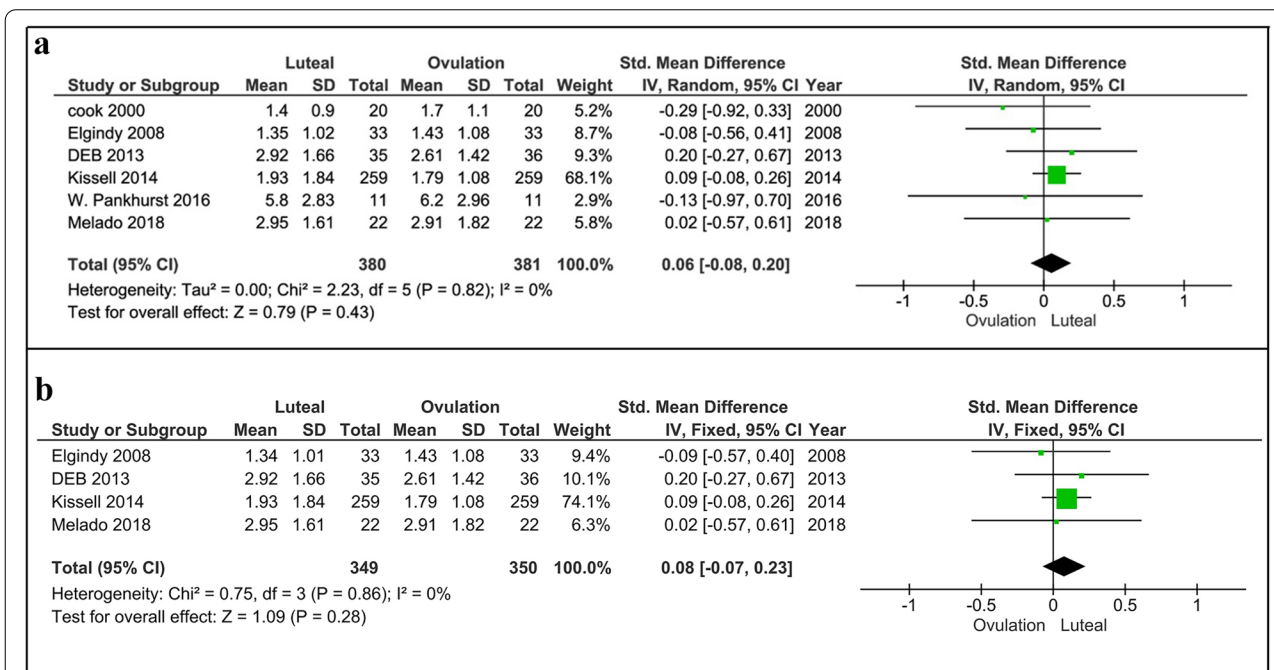 a
Luteal Ovulation Std. Mean Difference Std. Mean Difference
Study or Subgroup Mean SD Total Mean SD Total Weight IV, Random, 95% CI Year IV, Random, 95% CI
cook 2000 1.4 0.9 20 1.7 1.1 20 5.2% -0.29 [-0.92, 0.33] 2000
Elgindy 2008 1.35 1.02 33 1.43 1.08 33 8.7% -0.08 [-0.56, 0.41] 2008
DEB 2013 2.92 1.66 35 2.61 1.42 36 9.3% 0.20 [-0.27, 0.67] 2013
Kissell 2014 1.93 1.84 259 1.79 1.08 259 68.1% 0.09 [-0.08, 0.26] 2014
W. Pankhurst 2016 5.8 2.83 11 6.2 2.96 11 2.9% -0.13 [-0.97, 0.70] 2016
Melado 2018 2.95 1.61 22 2.91 1.82 22 5.8% 0.02 [-0.57, 0.61] 2018
Total (95% CI) 380 381 100.0% 0.06 [-0.08, 0.20]
Heterogeneity: Tau² = 0.00; Chi² = 2.23, df = 5 (P = 0.82); I² = 0%
Test for overall effect: Z = 0.79 (P = 0.43)
-1 -0.5 0 0.5 1
Ovulation Luteal
b
Luteal Ovulation Std. Mean Difference Std. Mean Difference
Study or Subgroup Mean SD Total Mean SD Total Weight IV, Fixed, 95% CI Year IV, Fixed, 95% CI
Elgindy 2008 1.34 1.01 33 1.43 1.08 33 9.4% -0.09 [-0.57, 0.40] 2008
DEB 2013 2.92 1.66 35 2.61 1.42 36 10.1% 0.20 [-0.27, 0.67] 2013
Kissell 2014 1.93 1.84 259 1.79 1.08 259 74.1% 0.09 [-0.08, 0.26] 2014
Melado 2018 2.95 1.61 22 2.91 1.82 22 6.3% 0.02 [-0.57, 0.61] 2018
Total (95% CI) 349 350 100.0% 0.08 [-0.07, 0.23]
Heterogeneity: Chi² = 0.75, df = 3 (P = 0.86); I² = 0%
Test for overall effect: Z = 1.09 (P = 0.28)
-1 -0.5 0 0.5 1
Ovulation Luteal